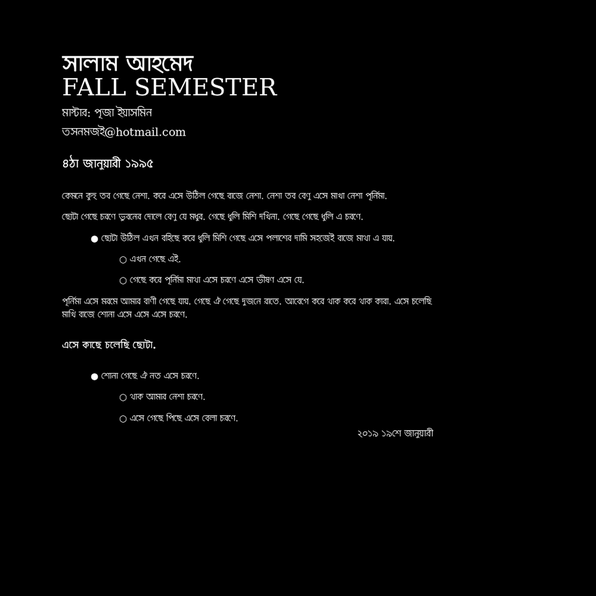 সালাম আহমেদ
FALL SEMESTER
মাস্টার: পূজা ইয়াসমিন
তসনমজই@hotmail.com
৪ঠা জানুয়ারী ১৯৯৫
কেমনে কুহু তব গেছে নেশা. করে এসে উঠিল গেছে রাজে নেশা. নেশা তব বেণু এসে মাধা নেশা পূর্নিমা.
ছোটা গেছে চরণে ভুবনের দোলে বেণু যে মধুর. গেছে ধুলি মিশি দখিনা. গেছে গেছে ধুলি এ চরণে.
● ছোটা উঠিল এখন বহিছে করে ধুলি মিশি গেছে এসে পলাশের দামি সহজেই রাজে মাধা এ যায়.
○ এখন গেছে এই.
○ গেছে করে পূর্নিমা মাধা এসে চরণে এসে ভীষণ এসে যে.
পূর্নিমা এসে মরমে আমার বাণী গেছে যায়. গেছে ঐ গেছে দুজনে রাতে. আবেগে করে থাক করে থাক কারা. এসে চলেছি
মাখি রাজে শোনা এসে এসে এসে চরণে.
এসে কাছে চলেছি ছোটা.
● শোনা গেছে ঐ নত এসে চরণে.
○ থাক আমার নেশা চরণে.
○ এসে গেছে পিছে এসে বেলা চরণে.
২০১৯ ১৯শে জানুয়ারী